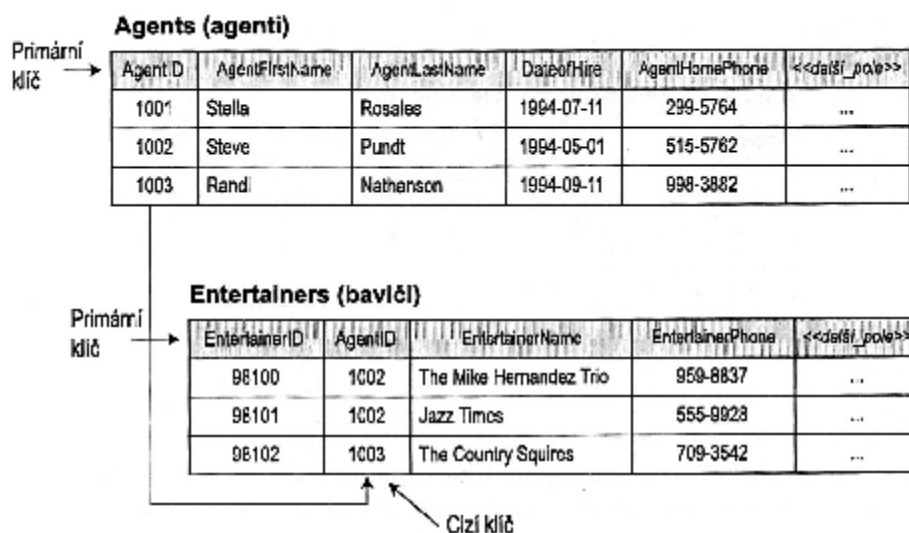 Agents (agenti)
Primární klíč
AgentID AgentFirstName AgentLastName DateofHire AgentHomePhone <<další_pole>>
1001 Stella Rosales 1994-07-11 299-5764 ...
1002 Steve Pundt 1994-05-01 515-5762 ...
1003 Randi Nathanson 1994-09-11 998-3882 ...
Entertainers (baviči)
Primární klíč
EntertainerID AgentID EntertainerName EntertainerPhone <<další_pole>>
98100 1002 The Mike Hernandez Trio 959-8837 ...
98101 1002 Jazz Times 555-9928 ...
98102 1003 The Country Squires 709-3542 ...
Cizí klíč